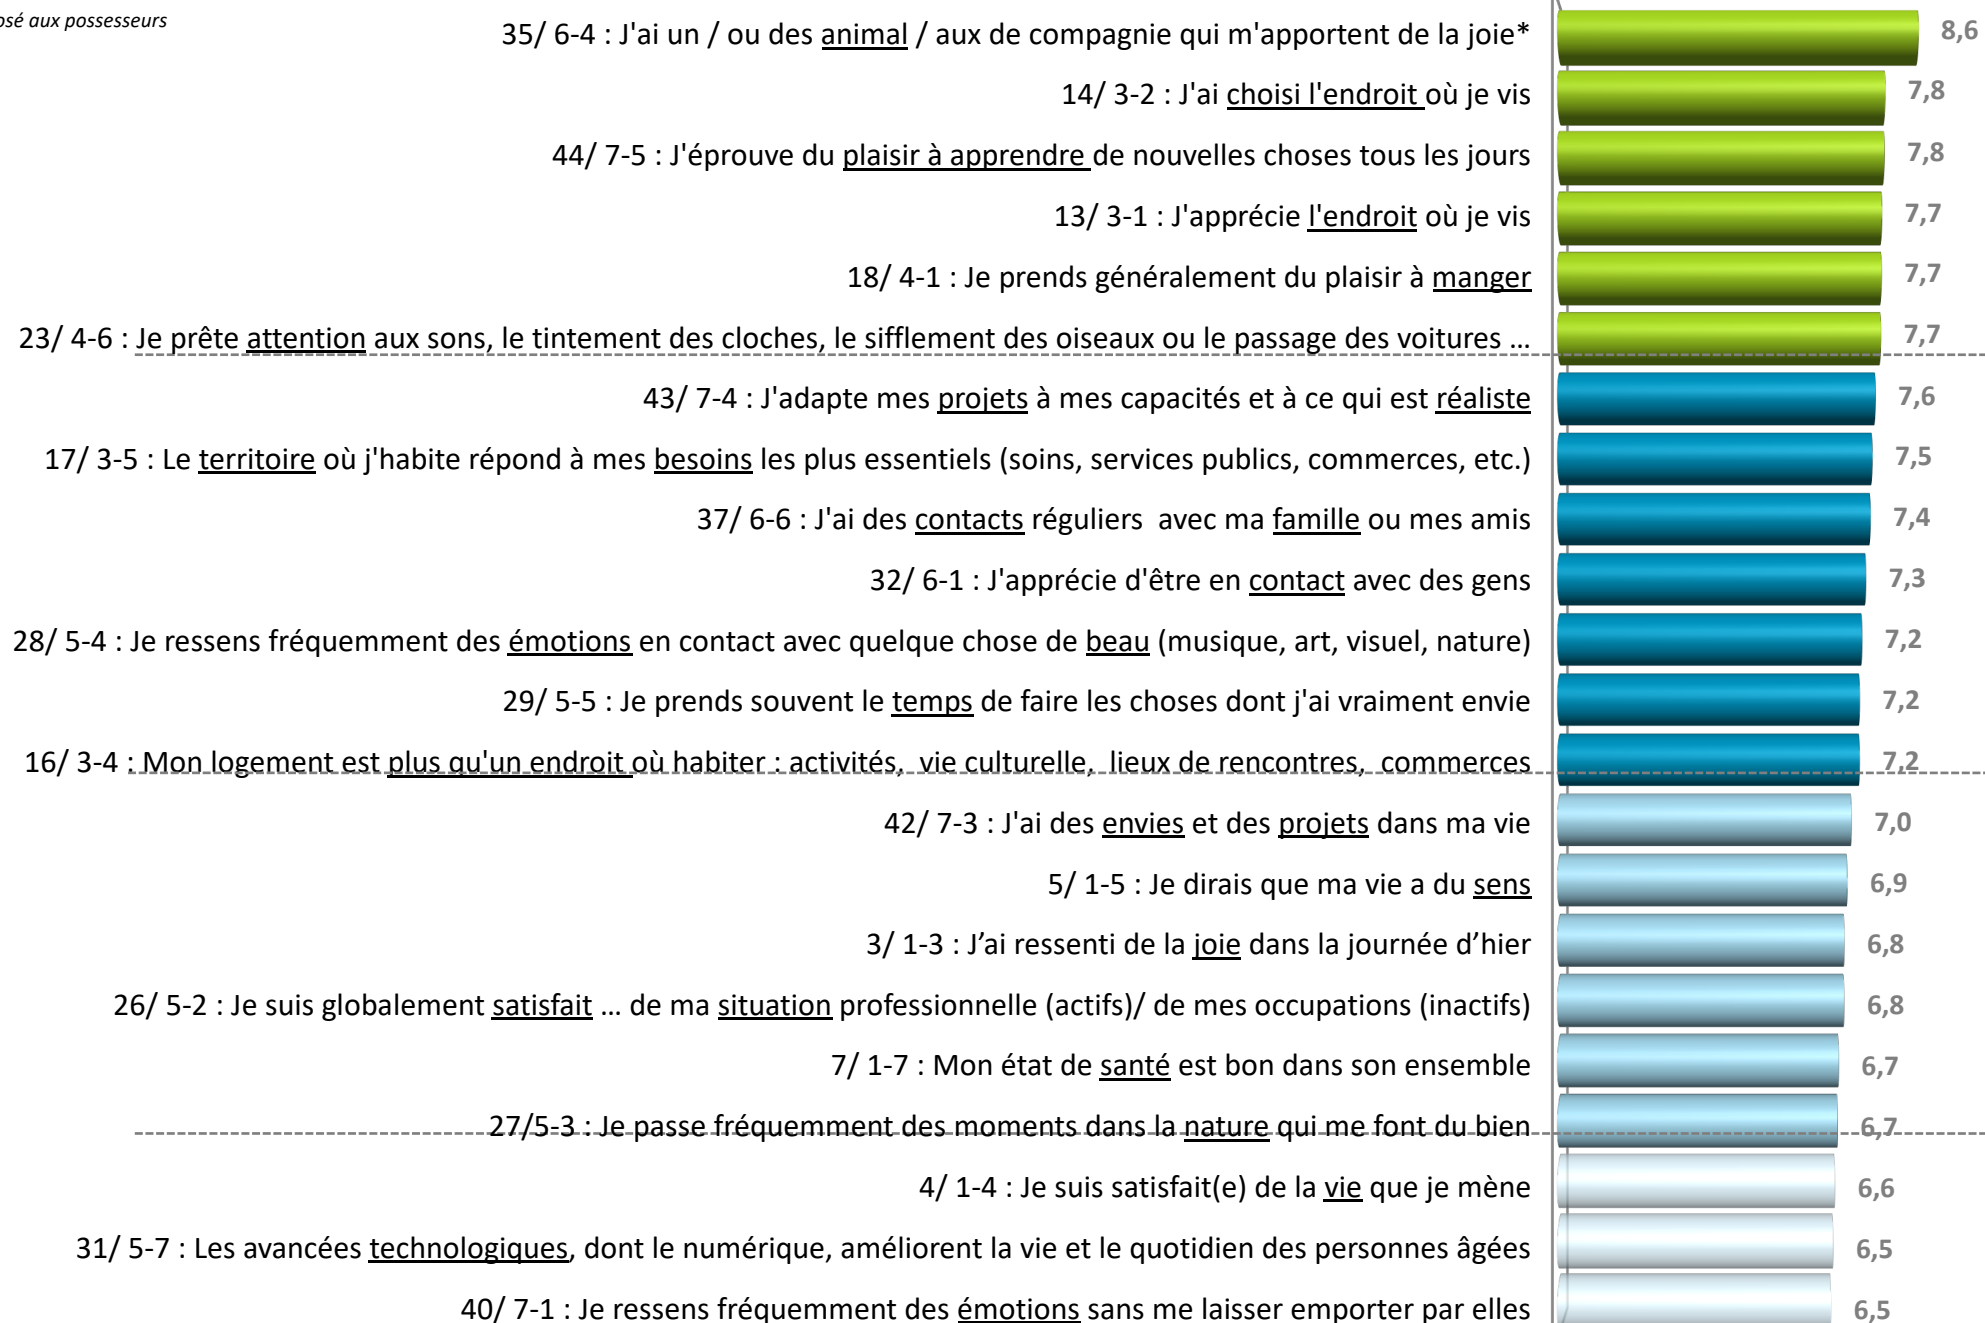 aux possesseurs
35/ 6-4 : J'ai un / ou des animal / aux de compagnie qui m'apportent de la joie* 8,6
14/ 3-2 : J'ai choisi l'endroit où je vis 7,8
44/ 7-5 : J'éprouve du plaisir à apprendre de nouvelles choses tous les jours 7,8
13/ 3-1 : J'apprécie l'endroit où je vis 7,7
18/ 4-1 : Je prends généralement du plaisir à manger 7,7
23/ 4-6 : Je prête attention aux sons, le tintement des cloches, le sifflement des oiseaux ou le passage des voitures ... 7,7
43/ 7-4 : J'adapte mes projets à mes capacités et à ce qui est réaliste 7,6
17/ 3-5 : Le territoire où j'habite répond à mes besoins les plus essentiels (soins, services publics, commerces, etc.) 7,5
37/ 6-6 : J'ai des contacts réguliers avec ma famille ou mes amis 7,4
32/ 6-1 : J'apprécie d'être en contact avec des gens 7,3
28/ 5-4 : Je ressens fréquemment des émotions en contact avec quelque chose de beau (musique, art, visuel, nature) 7,2
29/ 5-5 : Je prends souvent le temps de faire les choses dont j'ai vraiment envie 7,2
16/ 3-4 : Mon logement est plus qu'un endroit où habiter : activités, vie culturelle, lieux de rencontres, commerces 7,2
42/ 7-3 : J'ai des envies et des projets dans ma vie 7,0
5/ 1-5 : Je dirais que ma vie a du sens 6,9
3/ 1-3 : J’ai ressenti de la joie dans la journée d’hier 6,8
26/ 5-2 : Je suis globalement satisfait ... de ma situation professionnelle (actifs)/ de mes occupations (inactifs) 6,8
7/ 1-7 : Mon état de santé est bon dans son ensemble 6,7
27/5-3 : Je passe fréquemment des moments dans la nature qui me font du bien 6,7
4/ 1-4 : Je suis satisfait(e) de la vie que je mène 6,6
31/ 5-7 : Les avancées technologiques, dont le numérique, améliorent la vie et le quotidien des personnes âgées 6,5
40/ 7-1 : Je ressens fréquemment des émotions sans me laisser emporter par elles 6,5